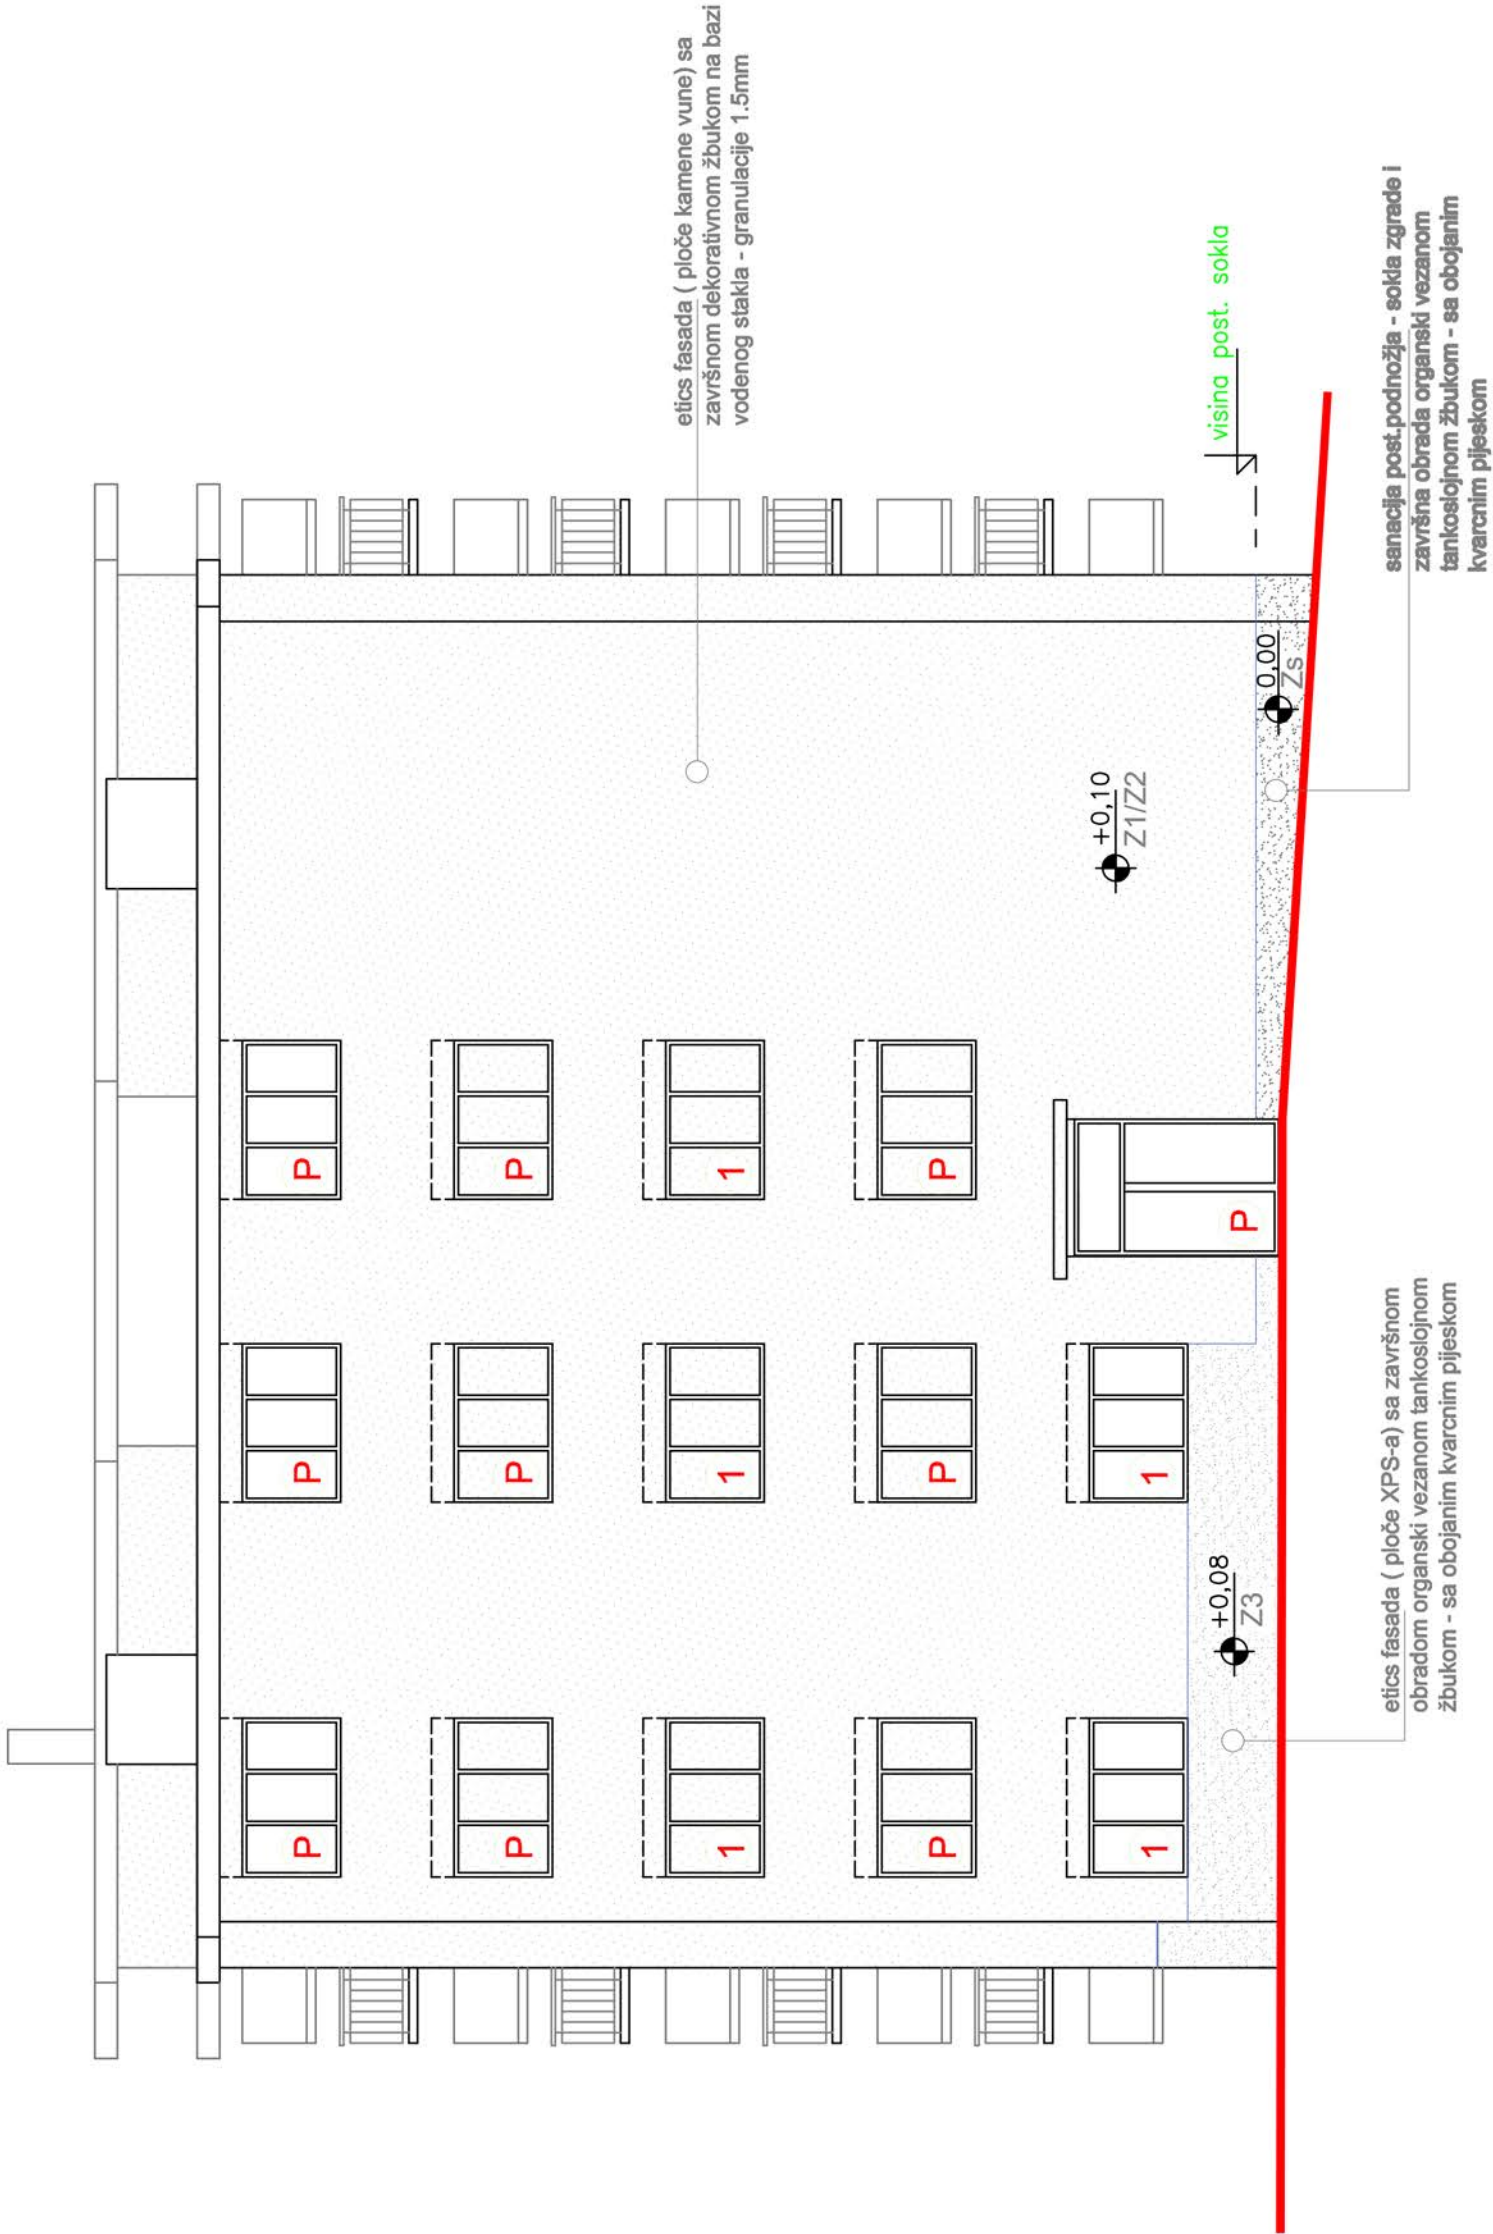 etics fasada ( ploče kamene vune) sa
završnom dekorativnom žbukom na bazi
vodenog stakla - granulacije 1.5mm
P
P
P
P
P
P
1
1
1
P
P
P
1
1
P
+0,10
Z1/Z2
visina post. sokla
0,00
Zs
+0,08
Z3
etics fasada ( ploče XPS-a) sa završnom
obradom organski vezanom tankoslojnom
žbukom - sa obojanim kvarcnim pijeskom
sanacija post.podnožja - sokla zgrade i
završna obrada organski vezanom
tankoslojnom žbukom - sa obojanim
kvarcnim pijeskom